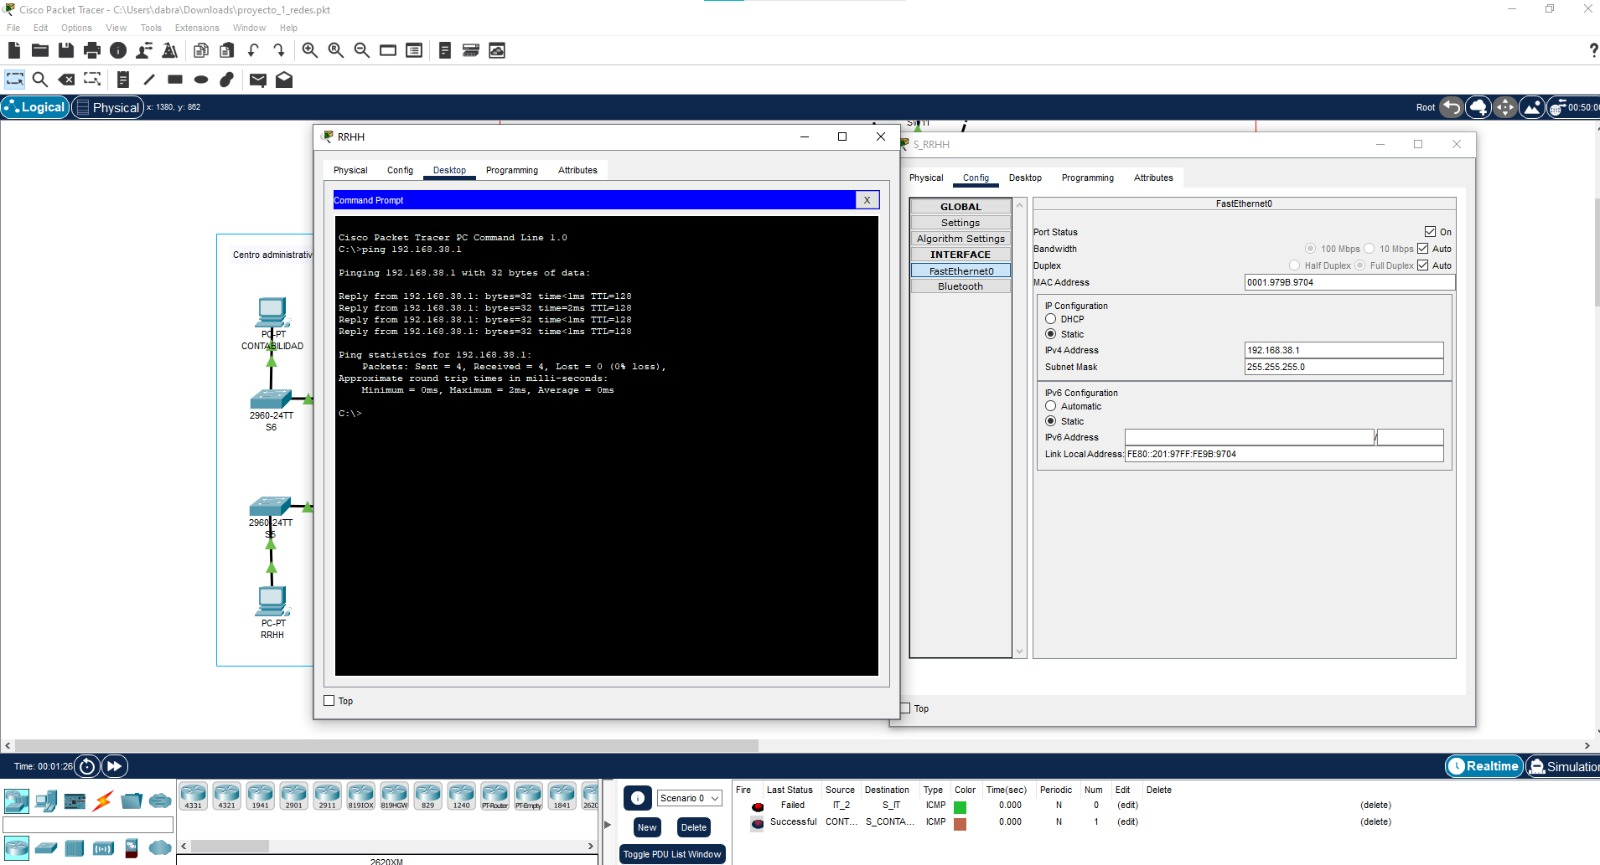 Cisco Packet Tracer - C:\Users\dabra\Downloads\proyecto_1_redes.pkt
File Edit Options View Tools Extensions Window Help
?
Logical Physical x: 1380, y: 862 Root 00:50:0
RRHH
Physical Config Desktop Programming Attributes
Command Prompt X
Cisco Packet Tracer PC Command Line 1.0
C:\>ping 192.168.38.1
Pinging 192.168.38.1 with 32 bytes of data:
Reply from 192.168.38.1: bytes=32 time<1ms TTL=128
Reply from 192.168.38.1: bytes=32 time=2ms TTL=128
Reply from 192.168.38.1: bytes=32 time<1ms TTL=128
Reply from 192.168.38.1: bytes=32 time<1ms TTL=128
Ping statistics for 192.168.38.1:
Packets: Sent = 4, Received = 4, Lost = 0 (0% loss),
Approximate round trip times in milli-seconds:
Minimum = 0ms, Maximum = 2ms, Average = 0ms
C:\>
Top
Centro administrativ
PC-PT
CONTABILIDAD
2960-24TT
S6
2960-24TT
S5
PC-PT
RRHH
S_RRHH
Physical Config Desktop Programming Attributes
GLOBAL
Settings
Algorithm Settings
INTERFACE
FastEthernet0
Bluetooth
FastEthernet0
Port Status On
Bandwidth 100 Mbps 10 Mbps Auto
Duplex Half Duplex Full Duplex Auto
MAC Address 0001.979B.9704
IP Configuration
DHCP
Static
IPv4 Address 192.168.38.1
Subnet Mask 255.255.255.0
IPv6 Configuration
Automatic
Static
IPv6 Address /
Link Local Address: FE80::201:97FF:FE9B:9704
Top
Time: 00:01:26 Realtime Simulation
4331 4321 1941 2901 2911 819IOX 819HGW 829 1240 PT-Router PT-Empty 1841 2620
2620XM
Scenario 0
New Delete
Toggle PDU List Window
Fire Last Status Source Destination Type Color Time(sec) Periodic Num Edit Delete
Failed IT_2 S_IT ICMP 0.000 N 0 (edit) (delete)
Successful CONT... S_CONTA... ICMP 0.000 N 1 (edit) (delete)